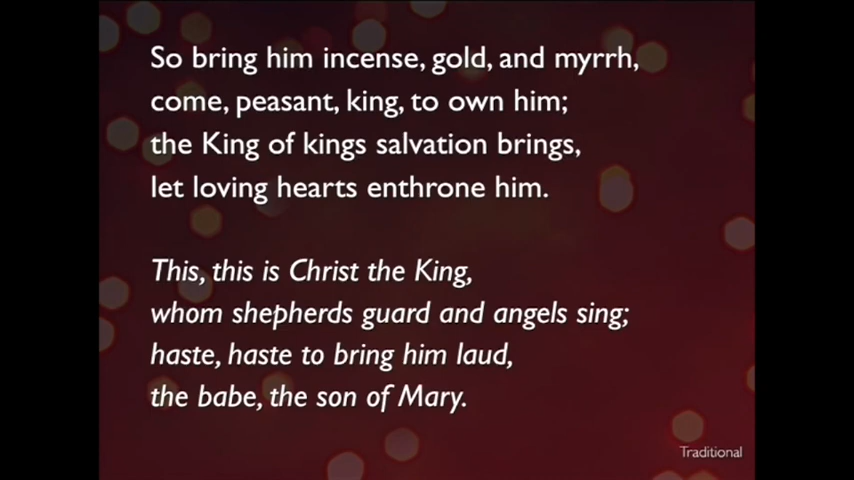 So bring him incense, gold, and myrrh,
come, peasant, king, to own him;
the King of kings salvation brings,
let loving hearts enthrone him.
This, this is Christ the King,
whom shepherds guard and angels sing;
haste, haste to bring him laud,
the babe, the son of Mary.
Traditional